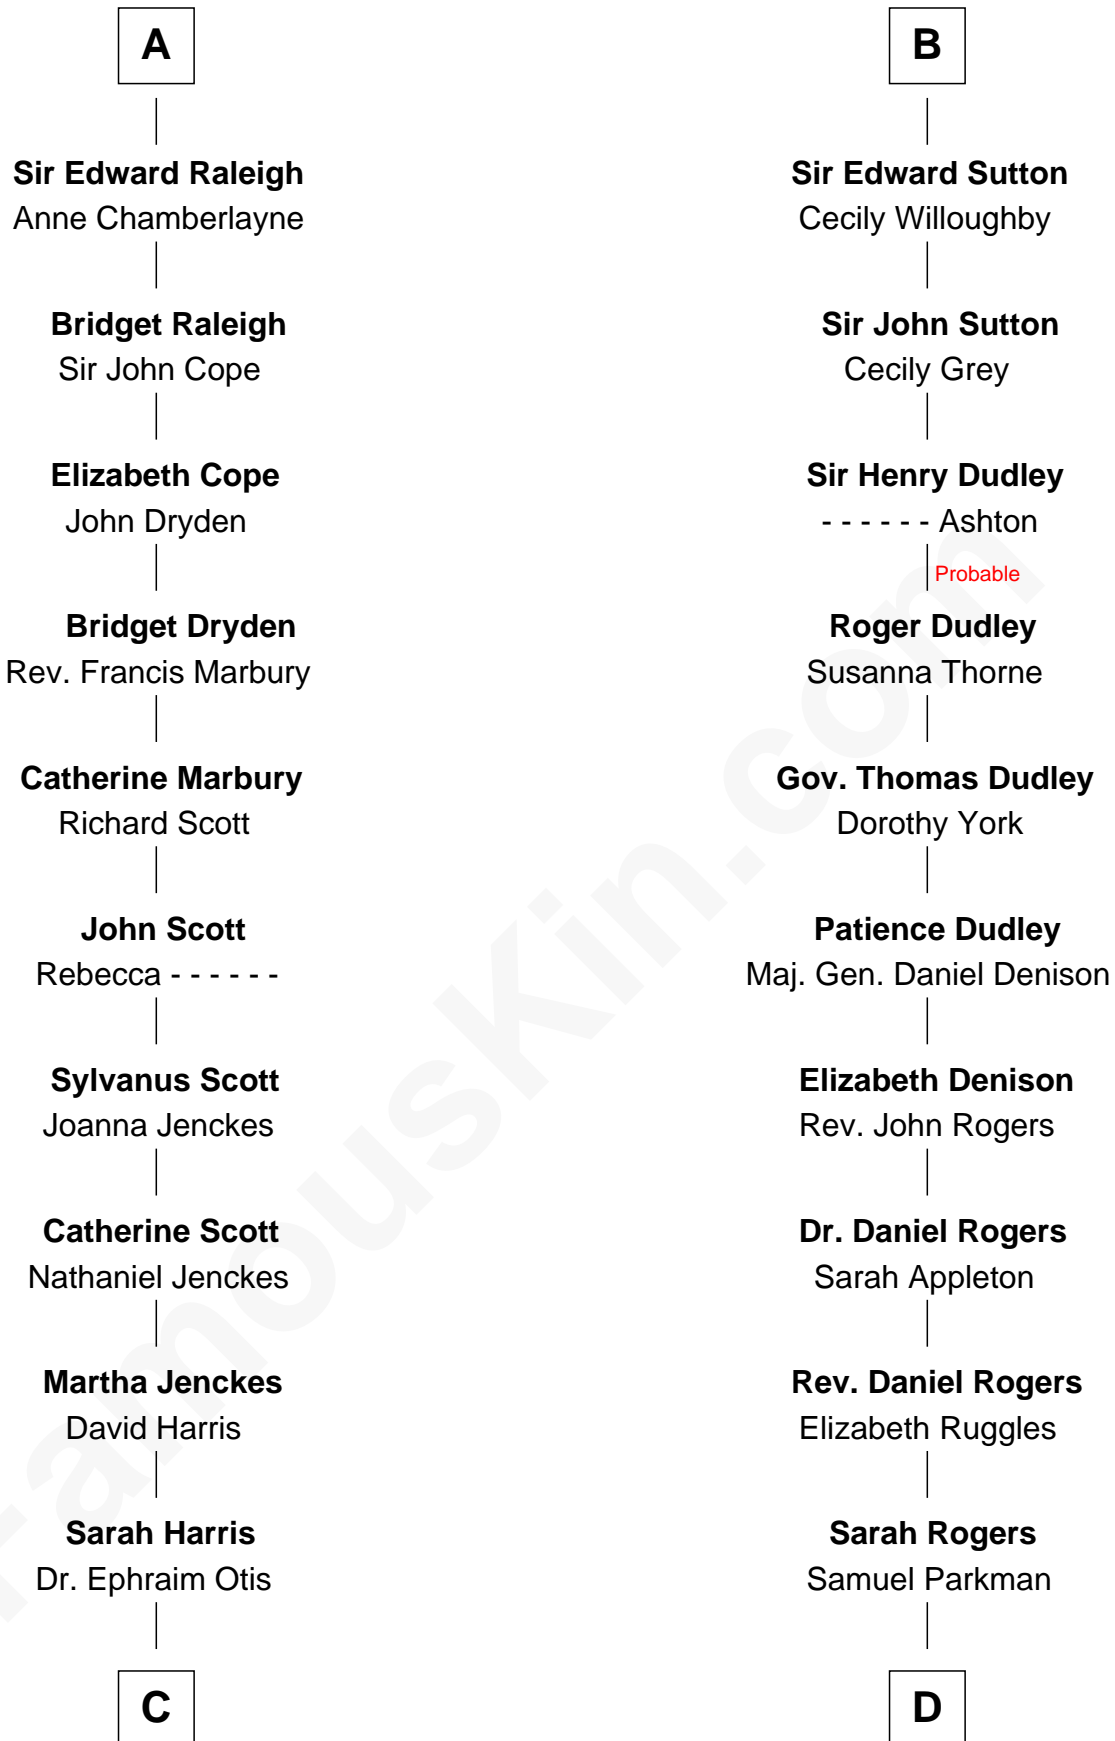 A
Sir Edward Raleigh
Anne Chamberlayne
Bridget Raleigh
Sir John Cope
Elizabeth Cope
John Dryden
Bridget Dryden
Rev. Francis Marbury
Catherine Marbury
Richard Scott
John Scott
Rebecca - - - - - -
Sylvanus Scott
Joanna Jenckes
Catherine Scott
Nathaniel Jenckes
Martha Jenckes
David Harris
Sarah Harris
Dr. Ephraim Otis
C
B
Sir Edward Sutton
Cecily Willoughby
Sir John Sutton
Cecily Grey
Sir Henry Dudley
- - - - - - Ashton
Probable
Roger Dudley
Susanna Thorne
Gov. Thomas Dudley
Dorothy York
Patience Dudley
Maj. Gen. Daniel Denison
Elizabeth Denison
Rev. John Rogers
Dr. Daniel Rogers
Sarah Appleton
Rev. Daniel Rogers
Elizabeth Ruggles
Sarah Rogers
Samuel Parkman
D
FamousKin.com